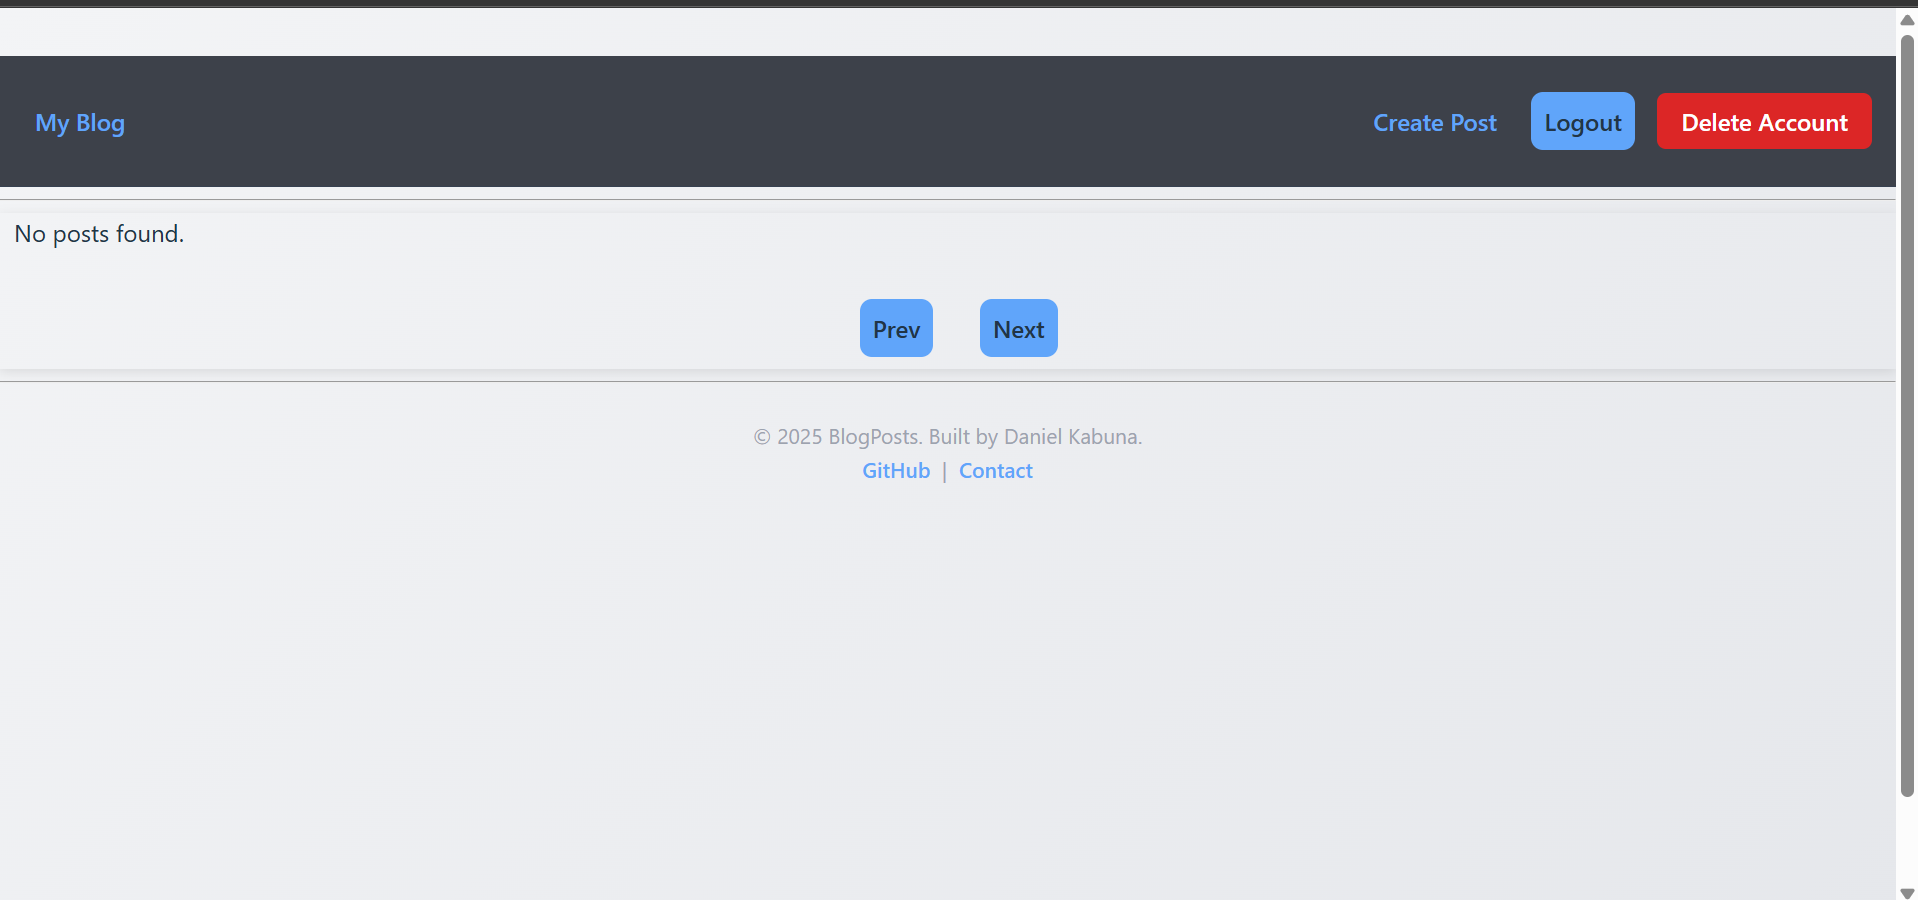 My Blog
Create Post
Logout
Delete Account
No posts found.
Prev
Next
© 2025 BlogPosts. Built by Daniel Kabuna.
GitHub | Contact